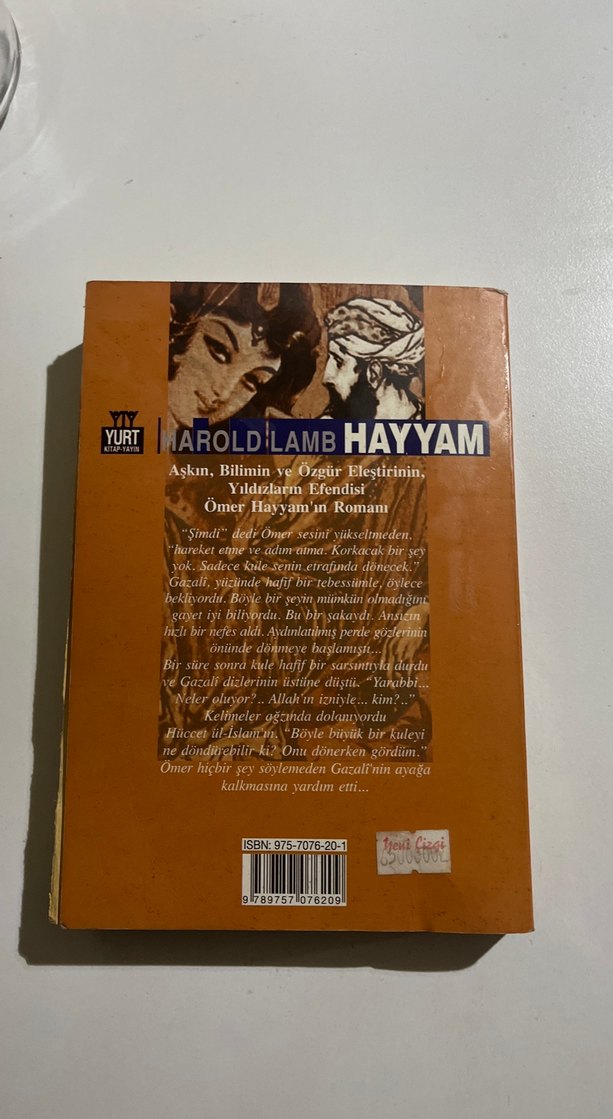 YURT
KİTAP-YAYIN
HAROLD LAMB HAYYAM
Aşkın, Bilimin ve Özgür Eleştirinin,
Yıldızların Efendisi
Ömer Hayyam'ın Romanı
“Şimdi” dedi Ömer sesini yükseltmeden,
“hareket etme ve adım atma. Korkacak bir şey
yok. Sadece kule senin etrafında dönecek.”
Gazalî, yüzünde hafif bir tebessümle, öylece
bekliyordu. Böyle bir şeyin mümkün olmadığını
gayet iyi biliyordu. Bu bir şakaydı. Ansızın
hızlı bir nefes aldı. Aydınlatılmış perde gözlerinin
önünde dönmeye başlamıştı...
Bir süre sonra kule hafif bir sarsıntıyla durdu
ve Gazalî dizlerinin üstüne düştü. “Yarabbi...
Neler oluyor?.. Allah'ın izniyle... kim?..”
Kelimeler ağzında dolanıyordu
Hüccet ül-İslam'ın. “Böyle büyük bir kuleyi
ne döndürebilir ki? Onu dönerken gördüm.”
Ömer hiçbir şey söylemeden Gazalî'nin ayağa
kalkmasına yardım etti...
ISBN: 975-7076-20-1
9 789757 076209
Yeni Çizgi